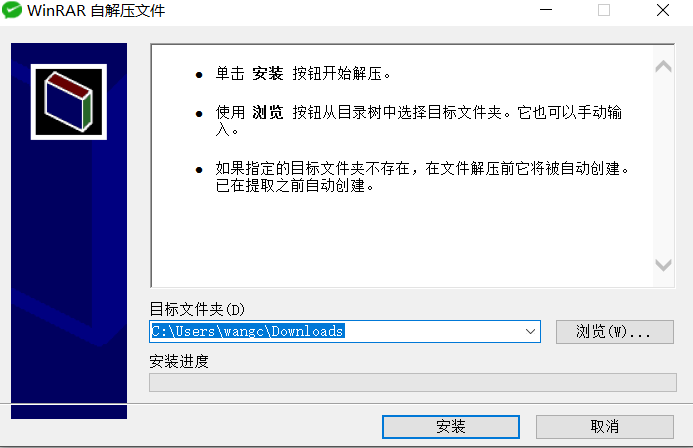 WinRAR 自解压文件
● 单击 安装 按钮开始解压。
● 使用 浏览 按钮从目录树中选择目标文件夹。它也可以手动输
入。
● 如果指定的目标文件夹不存在，在文件解压前它将被自动创建。
已在提取之前自动创建。
目标文件夹(D)
C:\Users\wangc\Downloads
浏览(W)...
安装进度
安装
取消